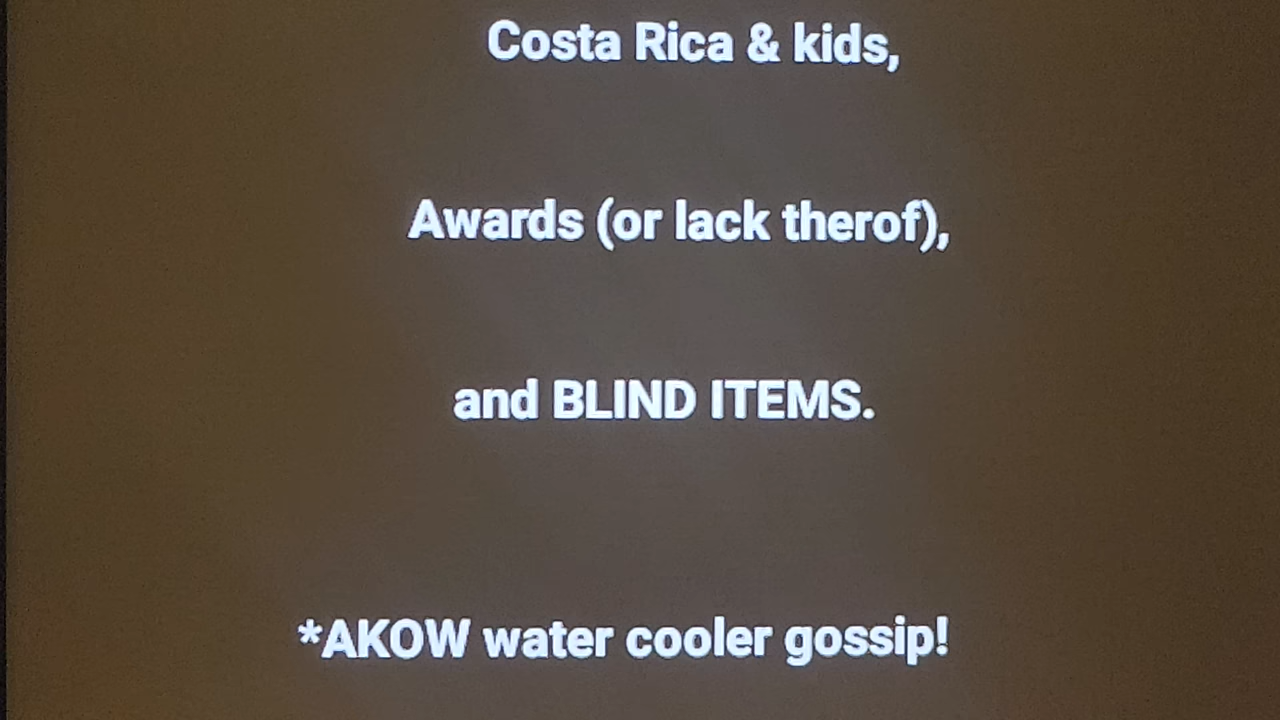 Costa Rica & kids,
Awards (or lack therof),
and BLIND ITEMS.
*AKOW water cooler gossip!